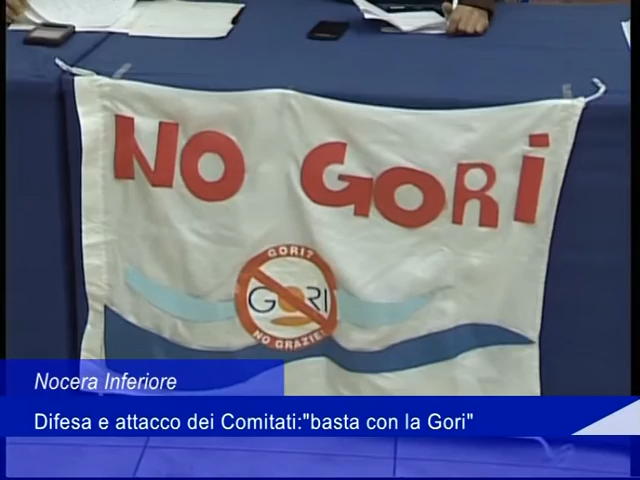 NO GORI
GORI?
GORI
NO GRAZIE!
Nocera Inferiore
Difesa e attacco dei Comitati:"basta con la Gori"